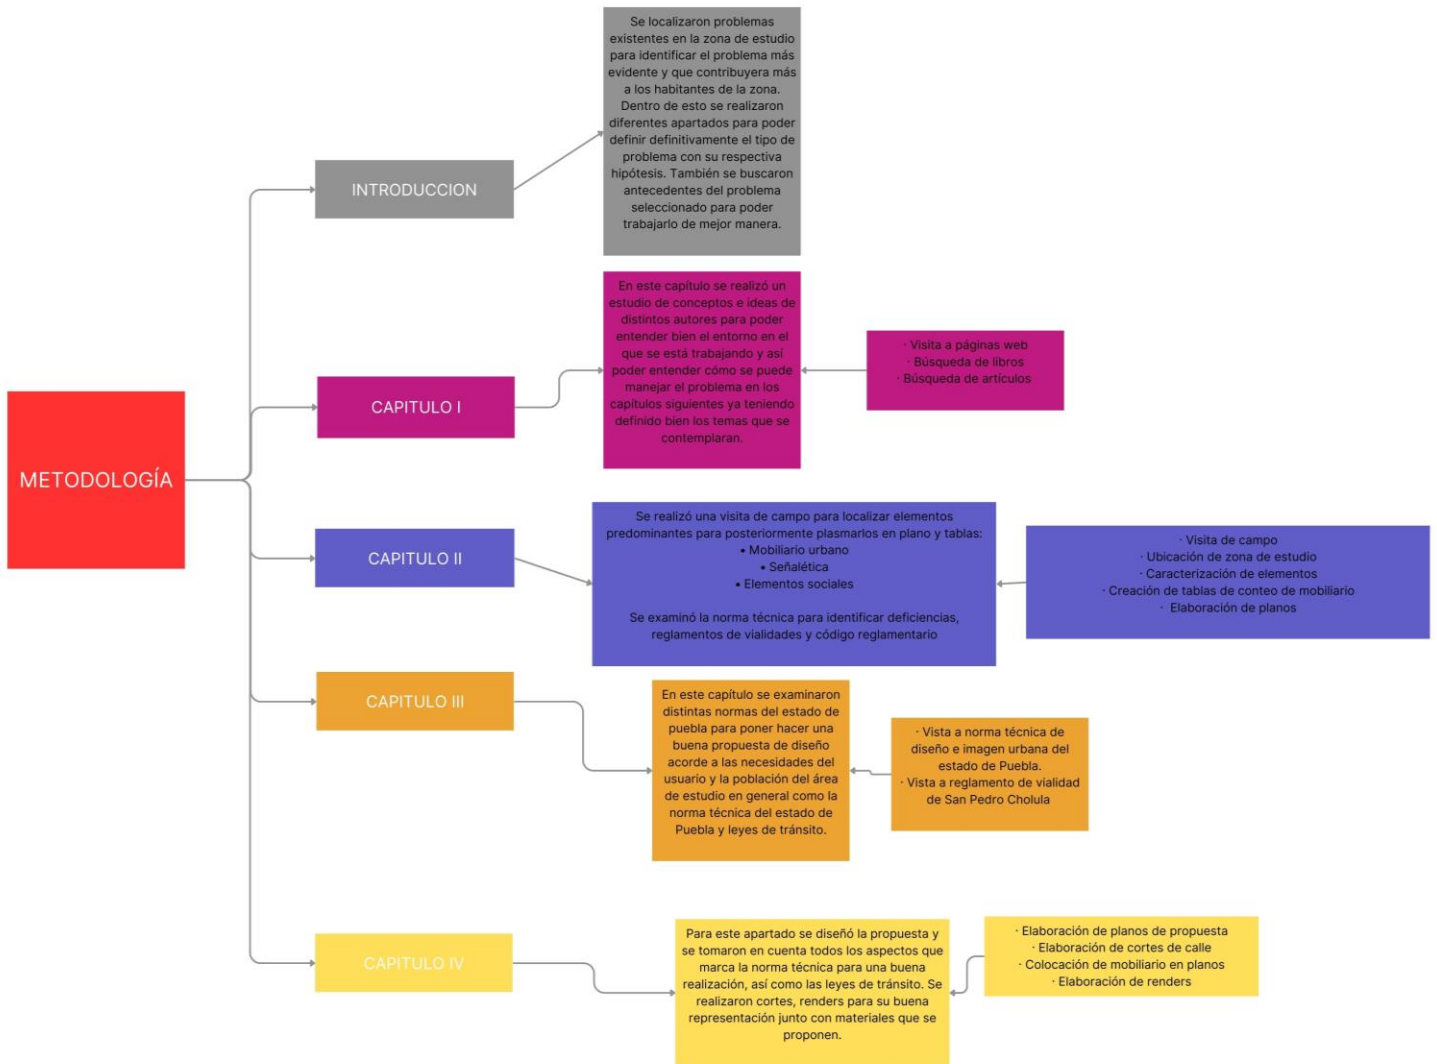 METODOLOGÍA
INTRODUCCION
Se localizaron problemas
existentes en la zona de estudio
para identificar el problema más
evidente y que contribuyera más
a los habitantes de la zona.
Dentro de esto se realizaron
diferentes apartados para poder
definir definitivamente el tipo de
problema con su respectiva
hipótesis. También se buscaron
antecedentes del problema
seleccionado para poder
trabajarlo de mejor manera.
CAPITULO I
En este capítulo se realizó un
estudio de conceptos e ideas de
distintos autores para poder
entender bien el entorno en el
que se está trabajando y así
poder entender cómo se puede
manejar el problema en los
capítulos siguientes ya teniendo
definido bien los temas que se
contemplaran.
· Visita a páginas web
· Búsqueda de libros
· Búsqueda de artículos
CAPITULO II
Se realizó una visita de campo para localizar elementos
predominantes para posteriormente plasmarlos en plano y tablas:
• Mobiliario urbano
• Señalética
• Elementos sociales
Se examinó la norma técnica para identificar deficiencias,
reglamentos de vialidades y código reglamentario
· Visita de campo
· Ubicación de zona de estudio
· Caracterización de elementos
· Creación de tablas de conteo de mobiliario
· Elaboración de planos
CAPITULO III
En este capítulo se examinaron
distintas normas del estado de
puebla para poner hacer una
buena propuesta de diseño
acorde a las necesidades del
usuario y la población del área
de estudio en general como la
norma técnica del estado de
Puebla y leyes de tránsito.
· Vista a norma técnica de
diseño e imagen urbana del
estado de Puebla.
· Vista a reglamento de vialidad
de San Pedro Cholula
CAPITULO IV
Para este apartado se diseñó la propuesta y
se tomaron en cuenta todos los aspectos que
marca la norma técnica para una buena
realización, así como las leyes de tránsito. Se
realizaron cortes, renders para su buena
representación junto con materiales que se
proponen.
· Elaboración de planos de propuesta
· Elaboración de cortes de calle
· Colocación de mobiliario en planos
· Elaboración de renders